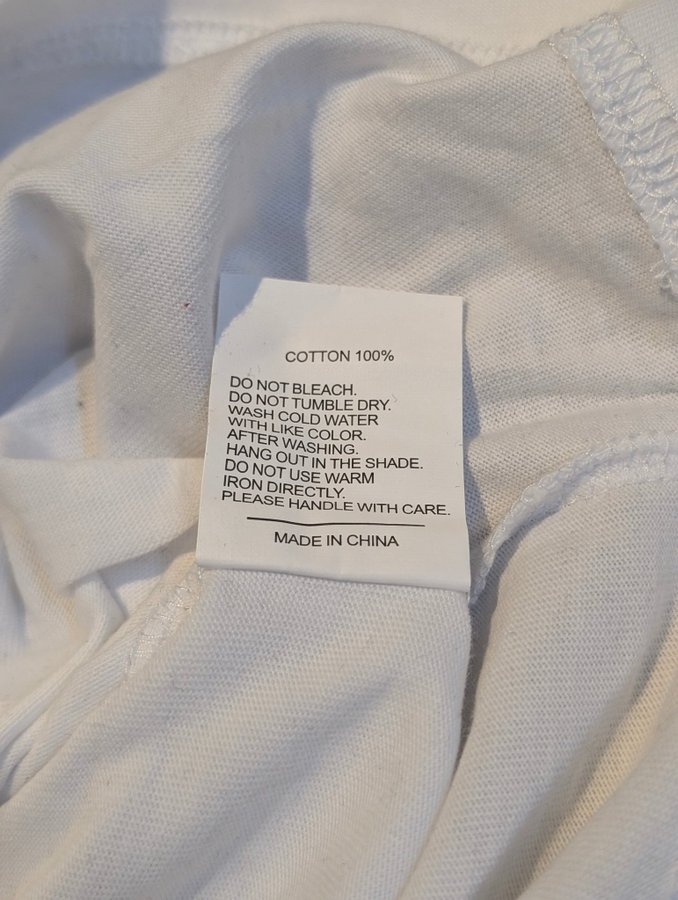 COTTON 100%
DO NOT BLEACH.
DO NOT TUMBLE DRY.
WASH COLD WATER
WITH LIKE COLOR.
AFTER WASHING.
HANG OUT IN THE SHADE.
DO NOT USE WARM
IRON DIRECTLY.
PLEASE HANDLE WITH CARE.
MADE IN CHINA